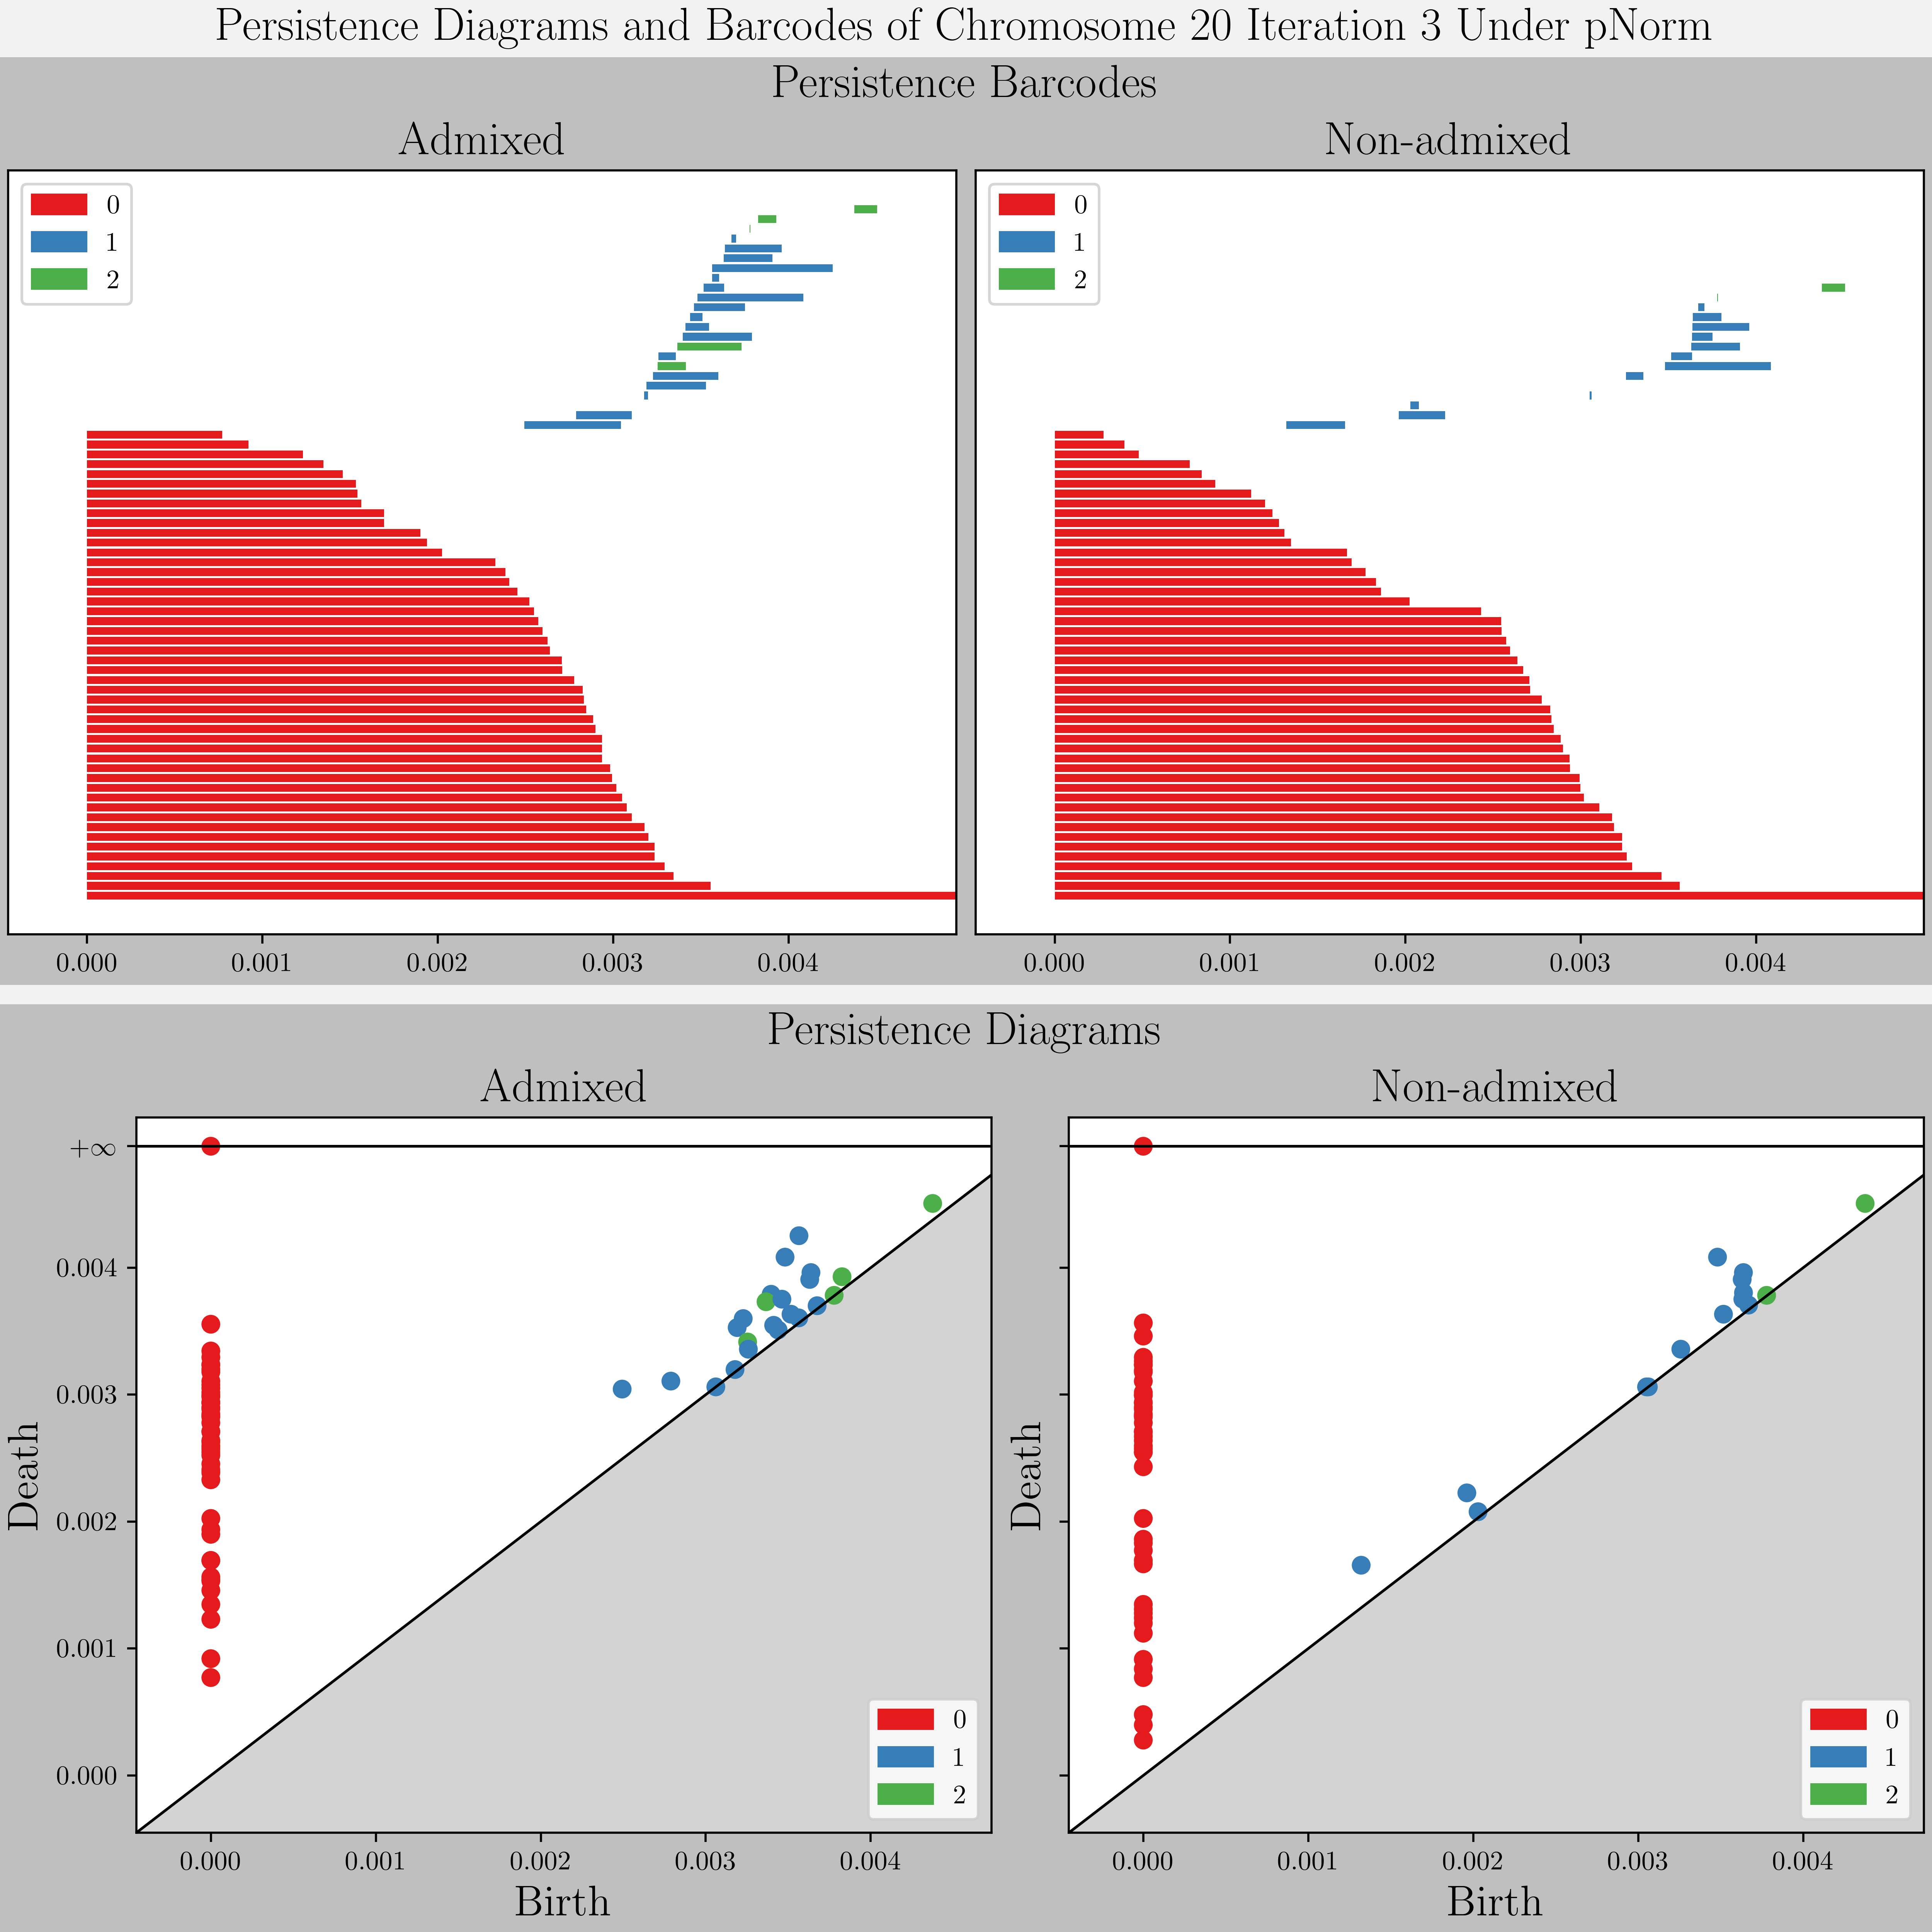 Persistence Diagrams and Barcodes of Chromosome 20 Iteration 3 Under pNorm
Persistence Barcodes
Admixed
Non-admixed
0
1
2
0
1
2
0.000 0.001 0.002 0.003 0.004
0.000 0.001 0.002 0.003 0.004
Persistence Diagrams
Admixed
Non-admixed
+∞
0.004
0.003
0.002
0.001
0.000
Death
Death
0
1
2
0
1
2
0.000 0.001 0.002 0.003 0.004
0.000 0.001 0.002 0.003 0.004
Birth
Birth